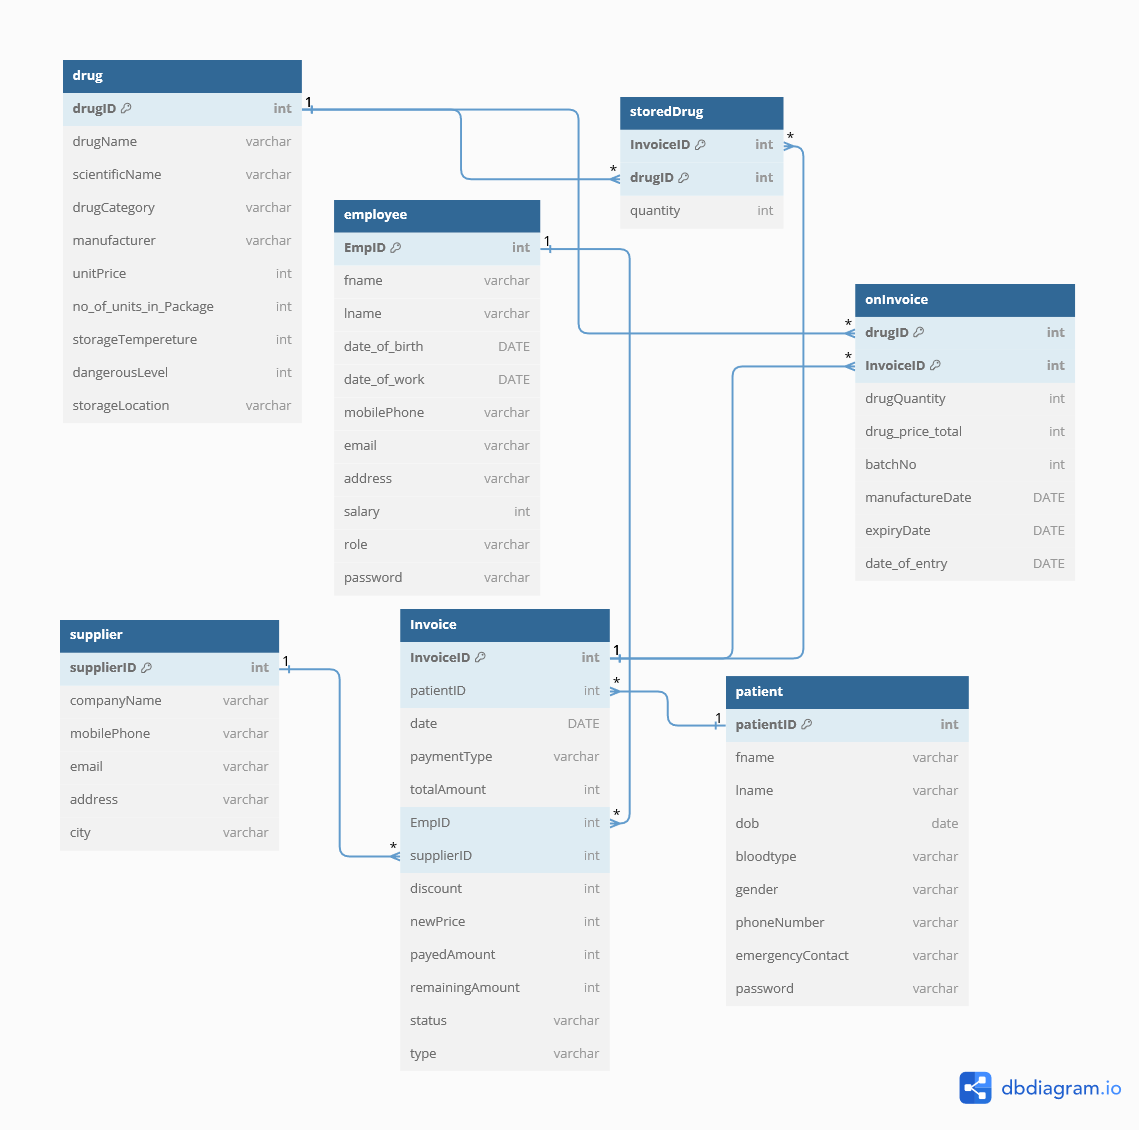 drug
drugID int
drugName varchar
scientificName varchar
drugCategory varchar
manufacturer varchar
unitPrice int
no_of_units_in_Package int
storageTempereture int
dangerousLevel int
storageLocation varchar
1
storedDrug
InvoiceID int
drugID int
quantity int
*
*
employee
EmpID int
fname varchar
lname varchar
date_of_birth DATE
date_of_work DATE
mobilePhone varchar
email varchar
address varchar
salary int
role varchar
password varchar
1
onInvoice
drugID int
InvoiceID int
drugQuantity int
drug_price_total int
batchNo int
manufactureDate DATE
expiryDate DATE
date_of_entry DATE
*
*
supplier
supplierID int
companyName varchar
mobilePhone varchar
email varchar
address varchar
city varchar
1
Invoice
InvoiceID int
patientID int
date DATE
paymentType varchar
totalAmount int
EmpID int
supplierID int
discount int
newPrice int
payedAmount int
remainingAmount int
status varchar
type varchar
1
*
*
*
patient
patientID int
fname varchar
lname varchar
dob date
bloodtype varchar
gender varchar
phoneNumber varchar
emergencyContact varchar
password varchar
1
dbdiagram.io